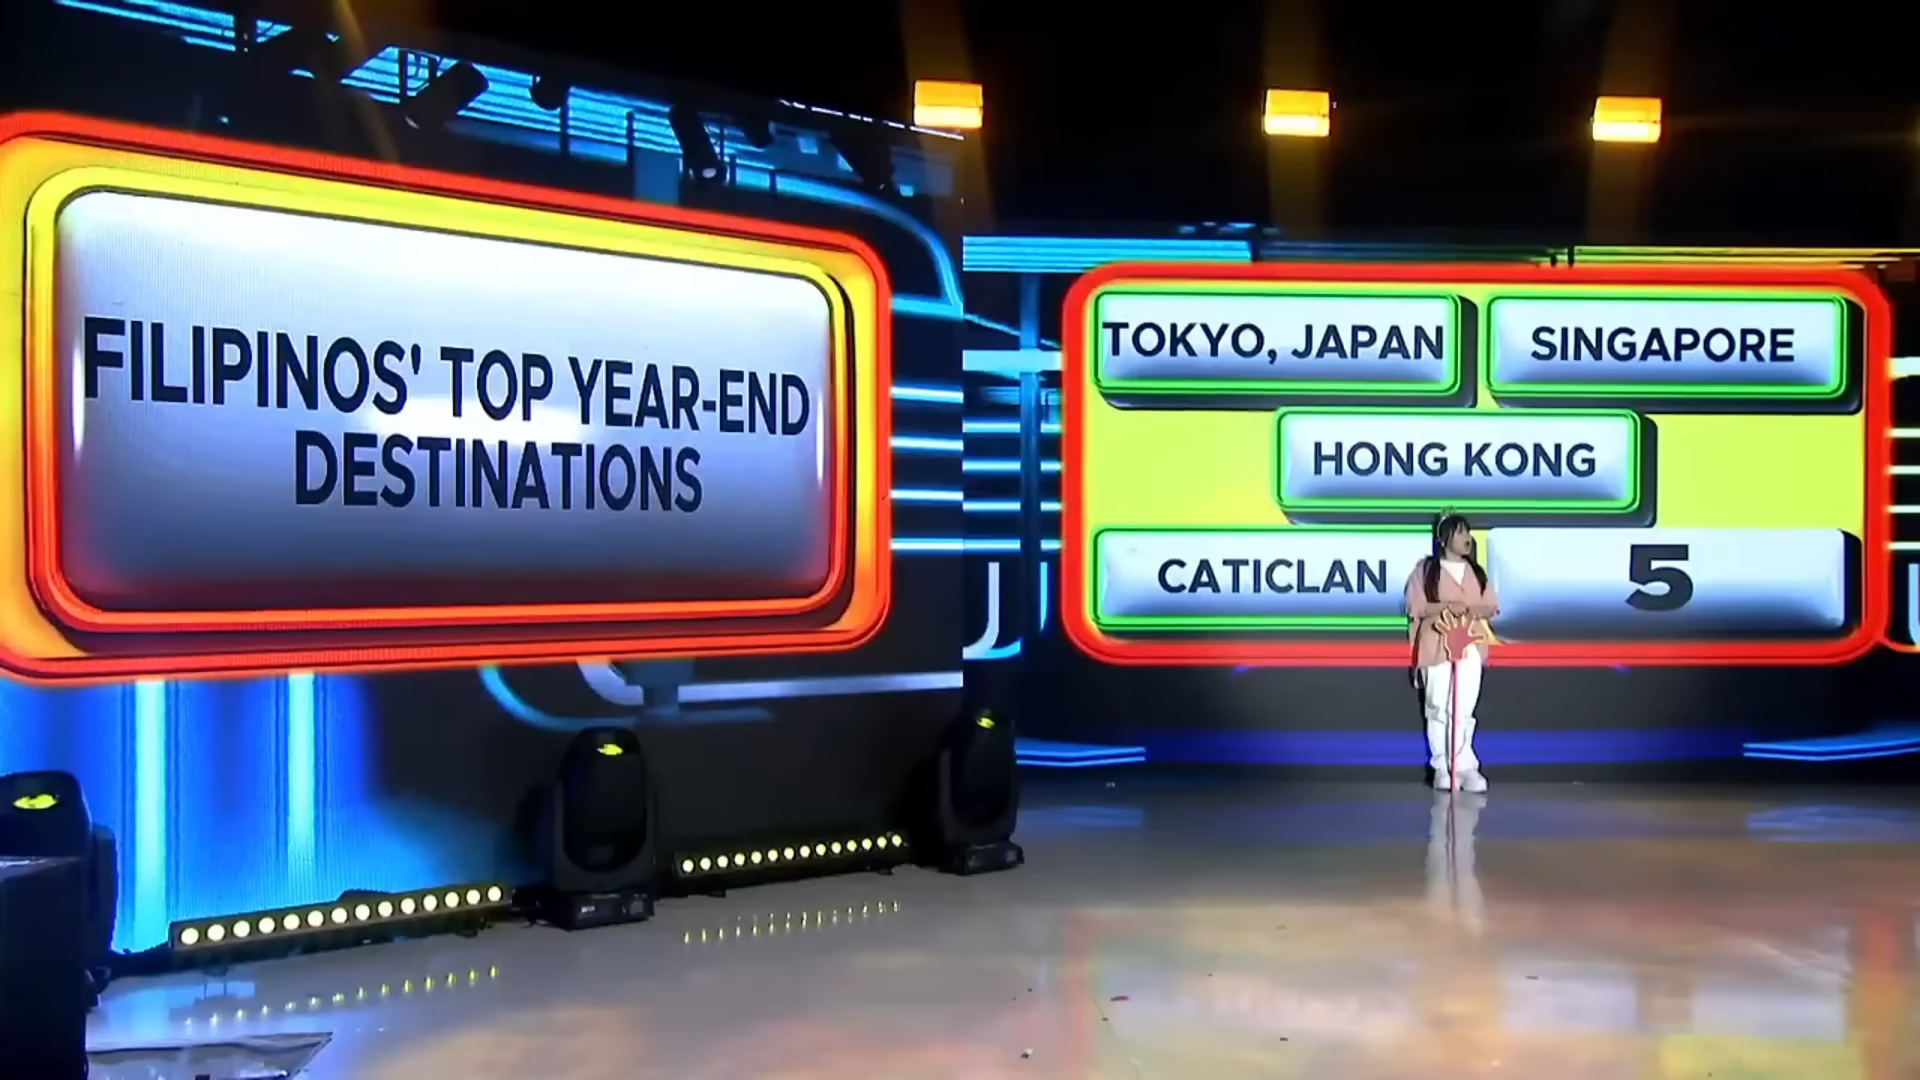 FILIPINOS' TOP YEAR-END
DESTINATIONS
TOKYO, JAPAN
SINGAPORE
HONG KONG
CATICLAN
5